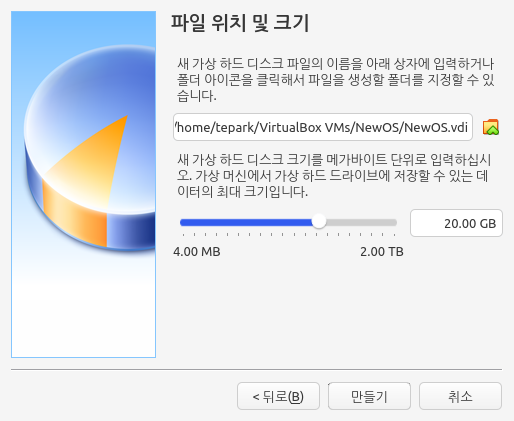 파일 위치 및 크기
새 가상 하드 디스크 파일의 이름을 아래 상자에 입력하거나
폴더 아이콘을 클릭해서 파일을 생성할 폴더를 지정할 수 있
습니다.
/home/tepark/VirtualBox VMs/NewOS/NewOS.vdi
새 가상 하드 디스크 크기를 메가바이트 단위로 입력하십시
오. 가상 머신에서 가상 하드 드라이브에 저장할 수 있는 데
이터의 최대 크기입니다.
20.00 GB
4.00 MB 2.00 TB
< 뒤로(B) 만들기 취소